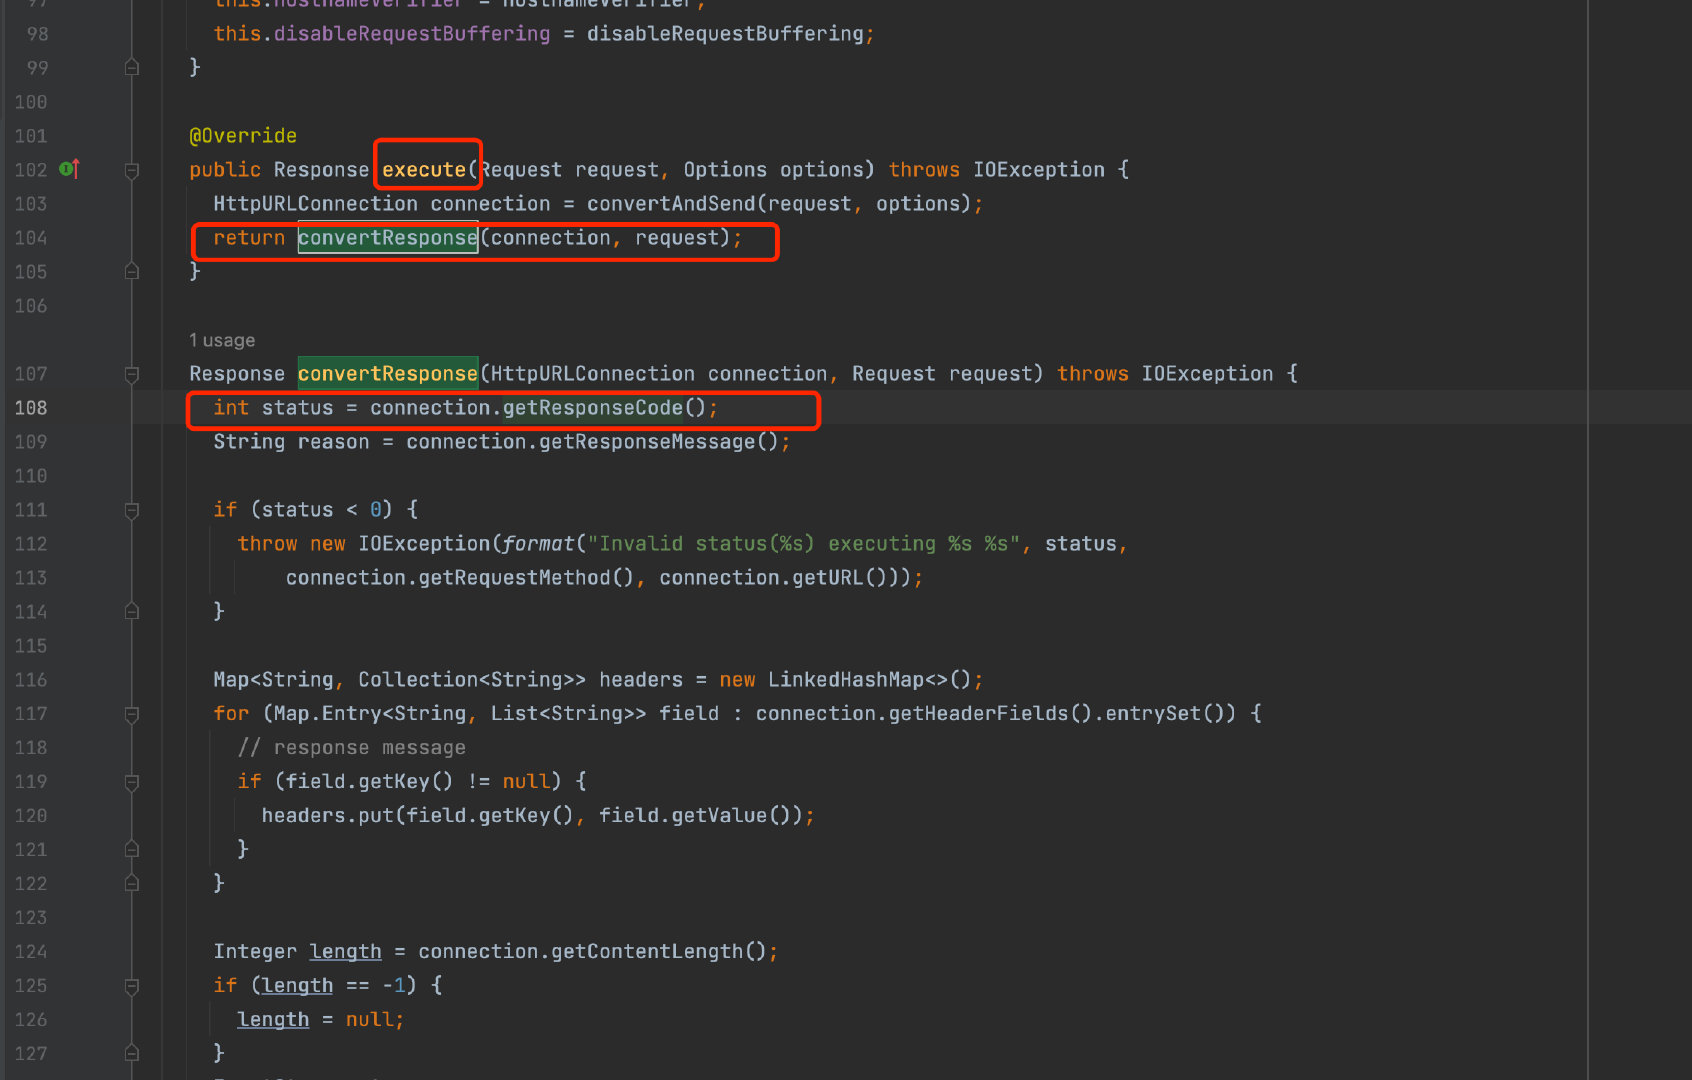 97 this.hostnameVerifier = hostnameVerifier;
98 this.disableRequestBuffering = disableRequestBuffering;
99 }
100
101 @Override
102 public Response execute(Request request, Options options) throws IOException {
103 HttpURLConnection connection = convertAndSend(request, options);
104 return convertResponse(connection, request);
105 }
106
1 usage
107 Response convertResponse(HttpURLConnection connection, Request request) throws IOException {
108 int status = connection.getResponseCode();
109 String reason = connection.getResponseMessage();
110
111 if (status < 0) {
112 throw new IOException(format("Invalid status(%s) executing %s %s", status,
113 connection.getRequestMethod(), connection.getURL()));
114 }
115
116 Map<String, Collection<String>> headers = new LinkedHashMap<>();
117 for (Map.Entry<String, List<String>> field : connection.getHeaderFields().entrySet()) {
118 // response message
119 if (field.getKey() != null) {
120 headers.put(field.getKey(), field.getValue());
121 }
122 }
123
124 Integer length = connection.getContentLength();
125 if (length == -1) {
126 length = null;
127 }